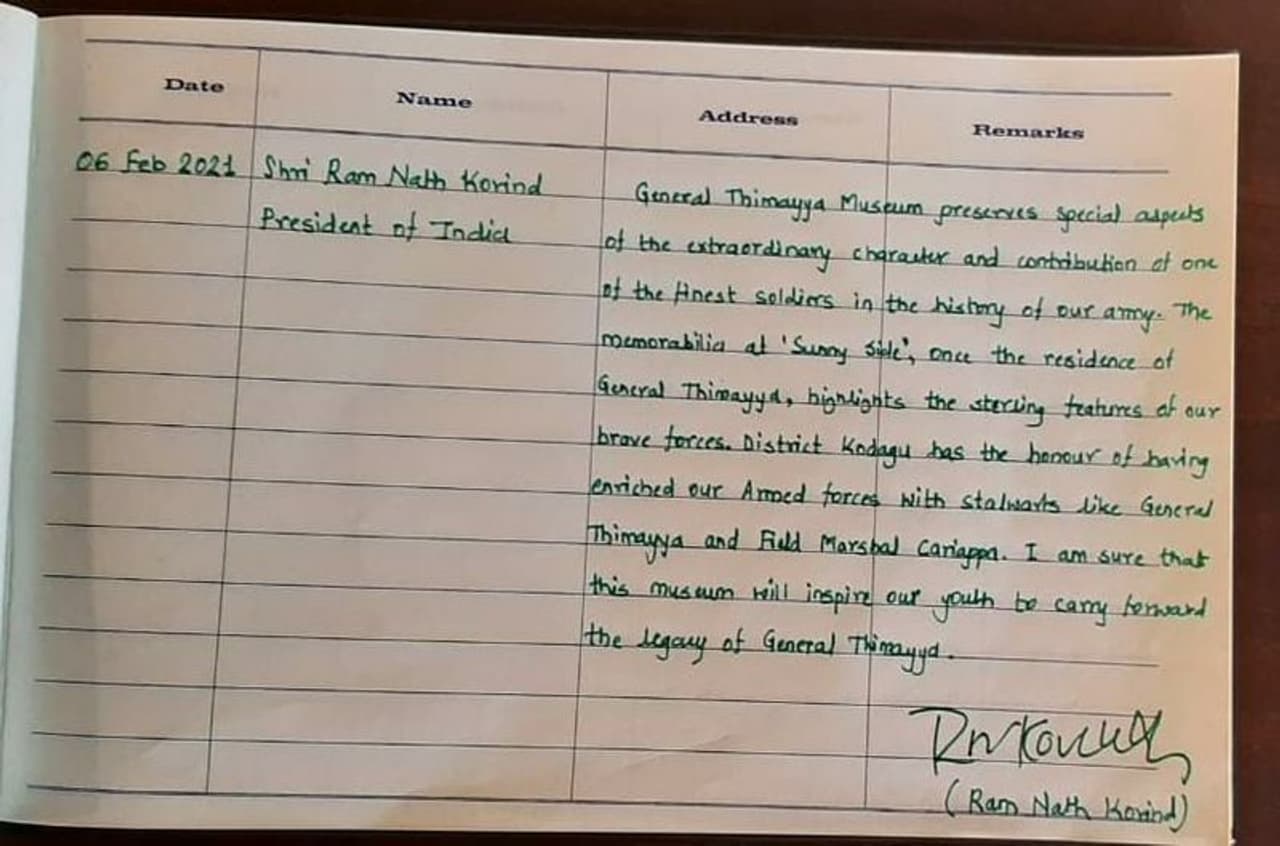 Date Name Address Remarks
06 Feb 2021 Shri Ram Nath Kovind
President of India
General Thimayya Museum preserves special aspects
of the extraordinary character and contribution of one
of the finest soldiers in the history of our army. The
memorabilia at 'Sunny Side', once the residence of
General Thimayya, highlights the sterling features of our
brave forces. District Kodagu has the honour of having
enriched our Armed forces with stalwarts like General
Thimayya and Field Marshal Cariappa. I am sure that
this museum will inspire our youth to carry forward
the legacy of General Thimayya.
RNKovind
(Ram Nath Kovind)